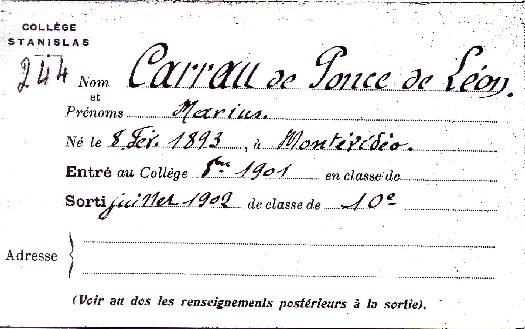 COLLÈGE
STANISLAS
244
Nom Carrau de Ponce de Léon.
et
Prénoms Marius.
Né le 8 Fév. 1893, à Montévidéo.
Entré au Collège 8bre 1901 en classe de
Sorti juillet 1902 de classe de 10e
Adresse
(Voir au dos les renseignements postérieurs à la sortie).